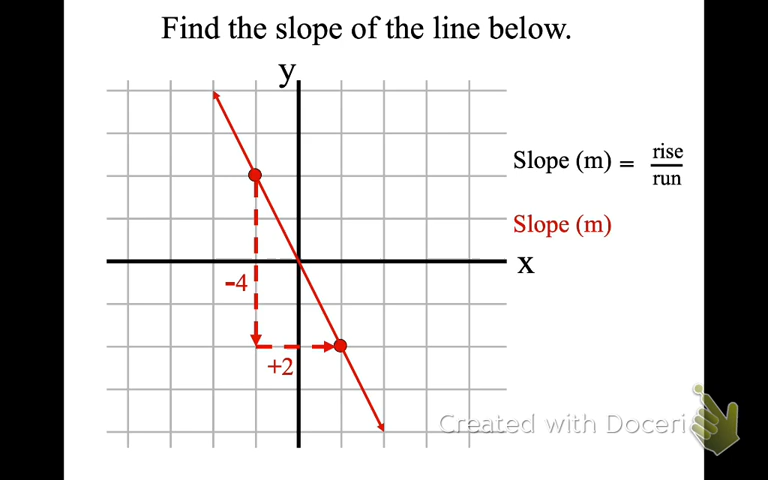 Find the slope of the line below.
y
Slope (m) = rise
run
Slope (m)
x
-4
+2
Created with Doceri